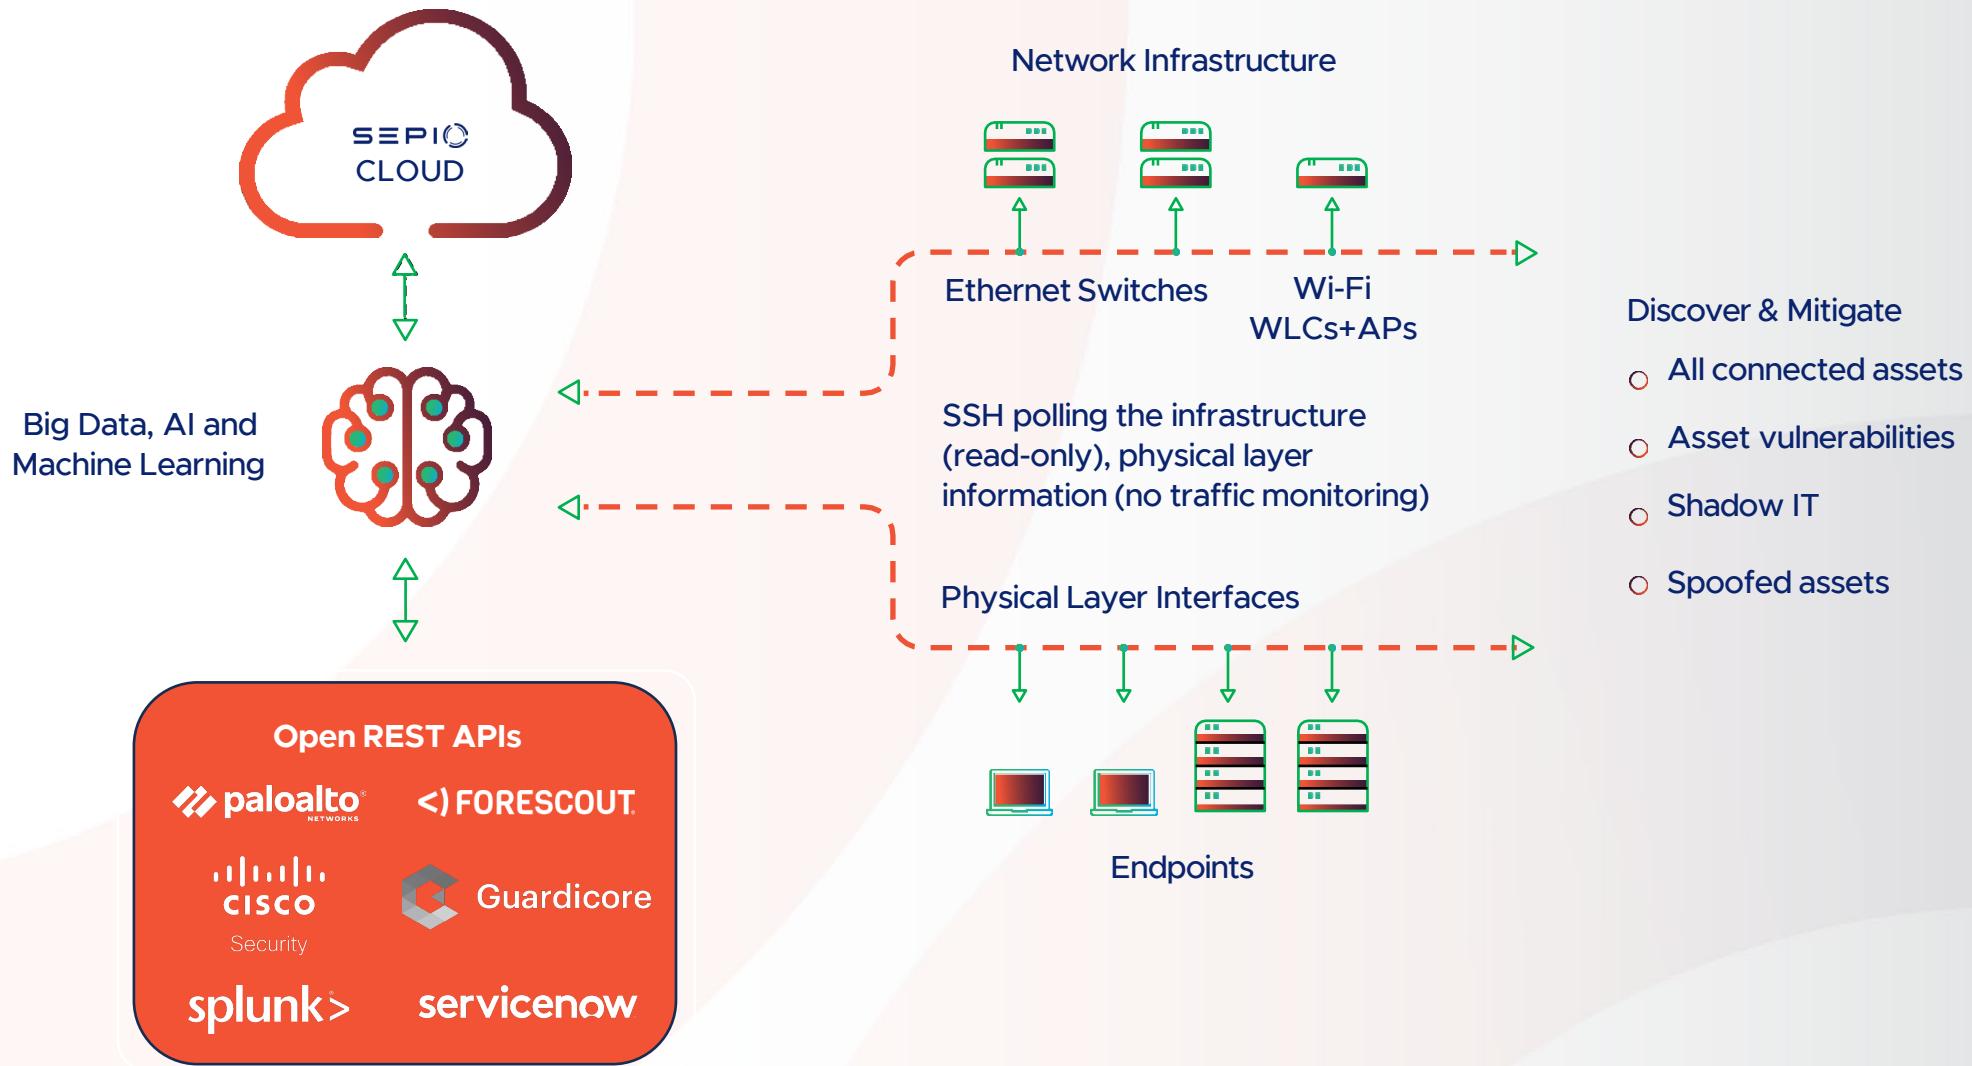 SEPIO
CLOUD
Big Data, AI and
Machine Learning
Open REST APIs
paloalto®
NETWORKS
<) FORESCOUT.
CISCO
Security
Guardicore
splunk>
servicenow
Network Infrastructure
Ethernet Switches
Wi-Fi
WLCs+APs
SSH polling the infrastructure
(read-only), physical layer
information (no traffic monitoring)
Physical Layer Interfaces
Endpoints
Discover & Mitigate
All connected assets
Asset vulnerabilities
Shadow IT
Spoofed assets